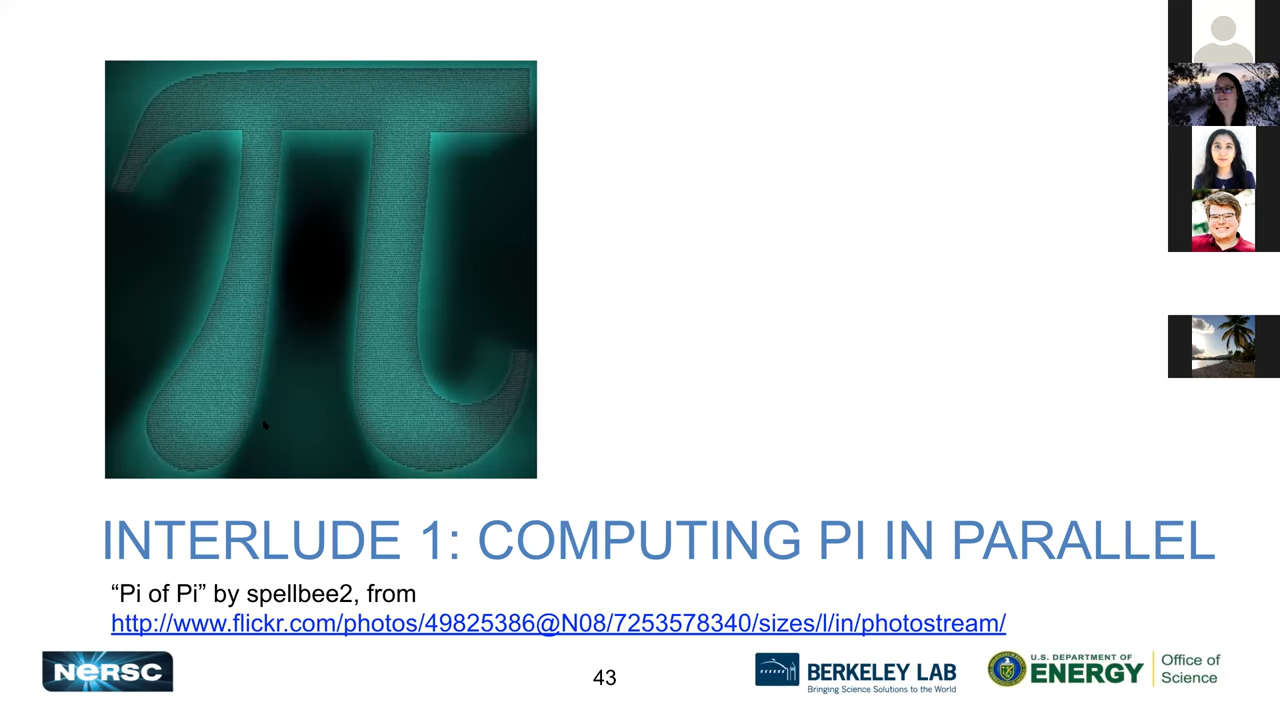 INTERLUDE 1: COMPUTING PI IN PARALLEL
“Pi of Pi” by spellbee2, from
http://www.flickr.com/photos/49825386@N08/7253578340/sizes/l/in/photostream/
NERSC
43
BERKELEY LAB
Bringing Science Solutions to the World
U.S. DEPARTMENT OF
ENERGY
Office of
Science